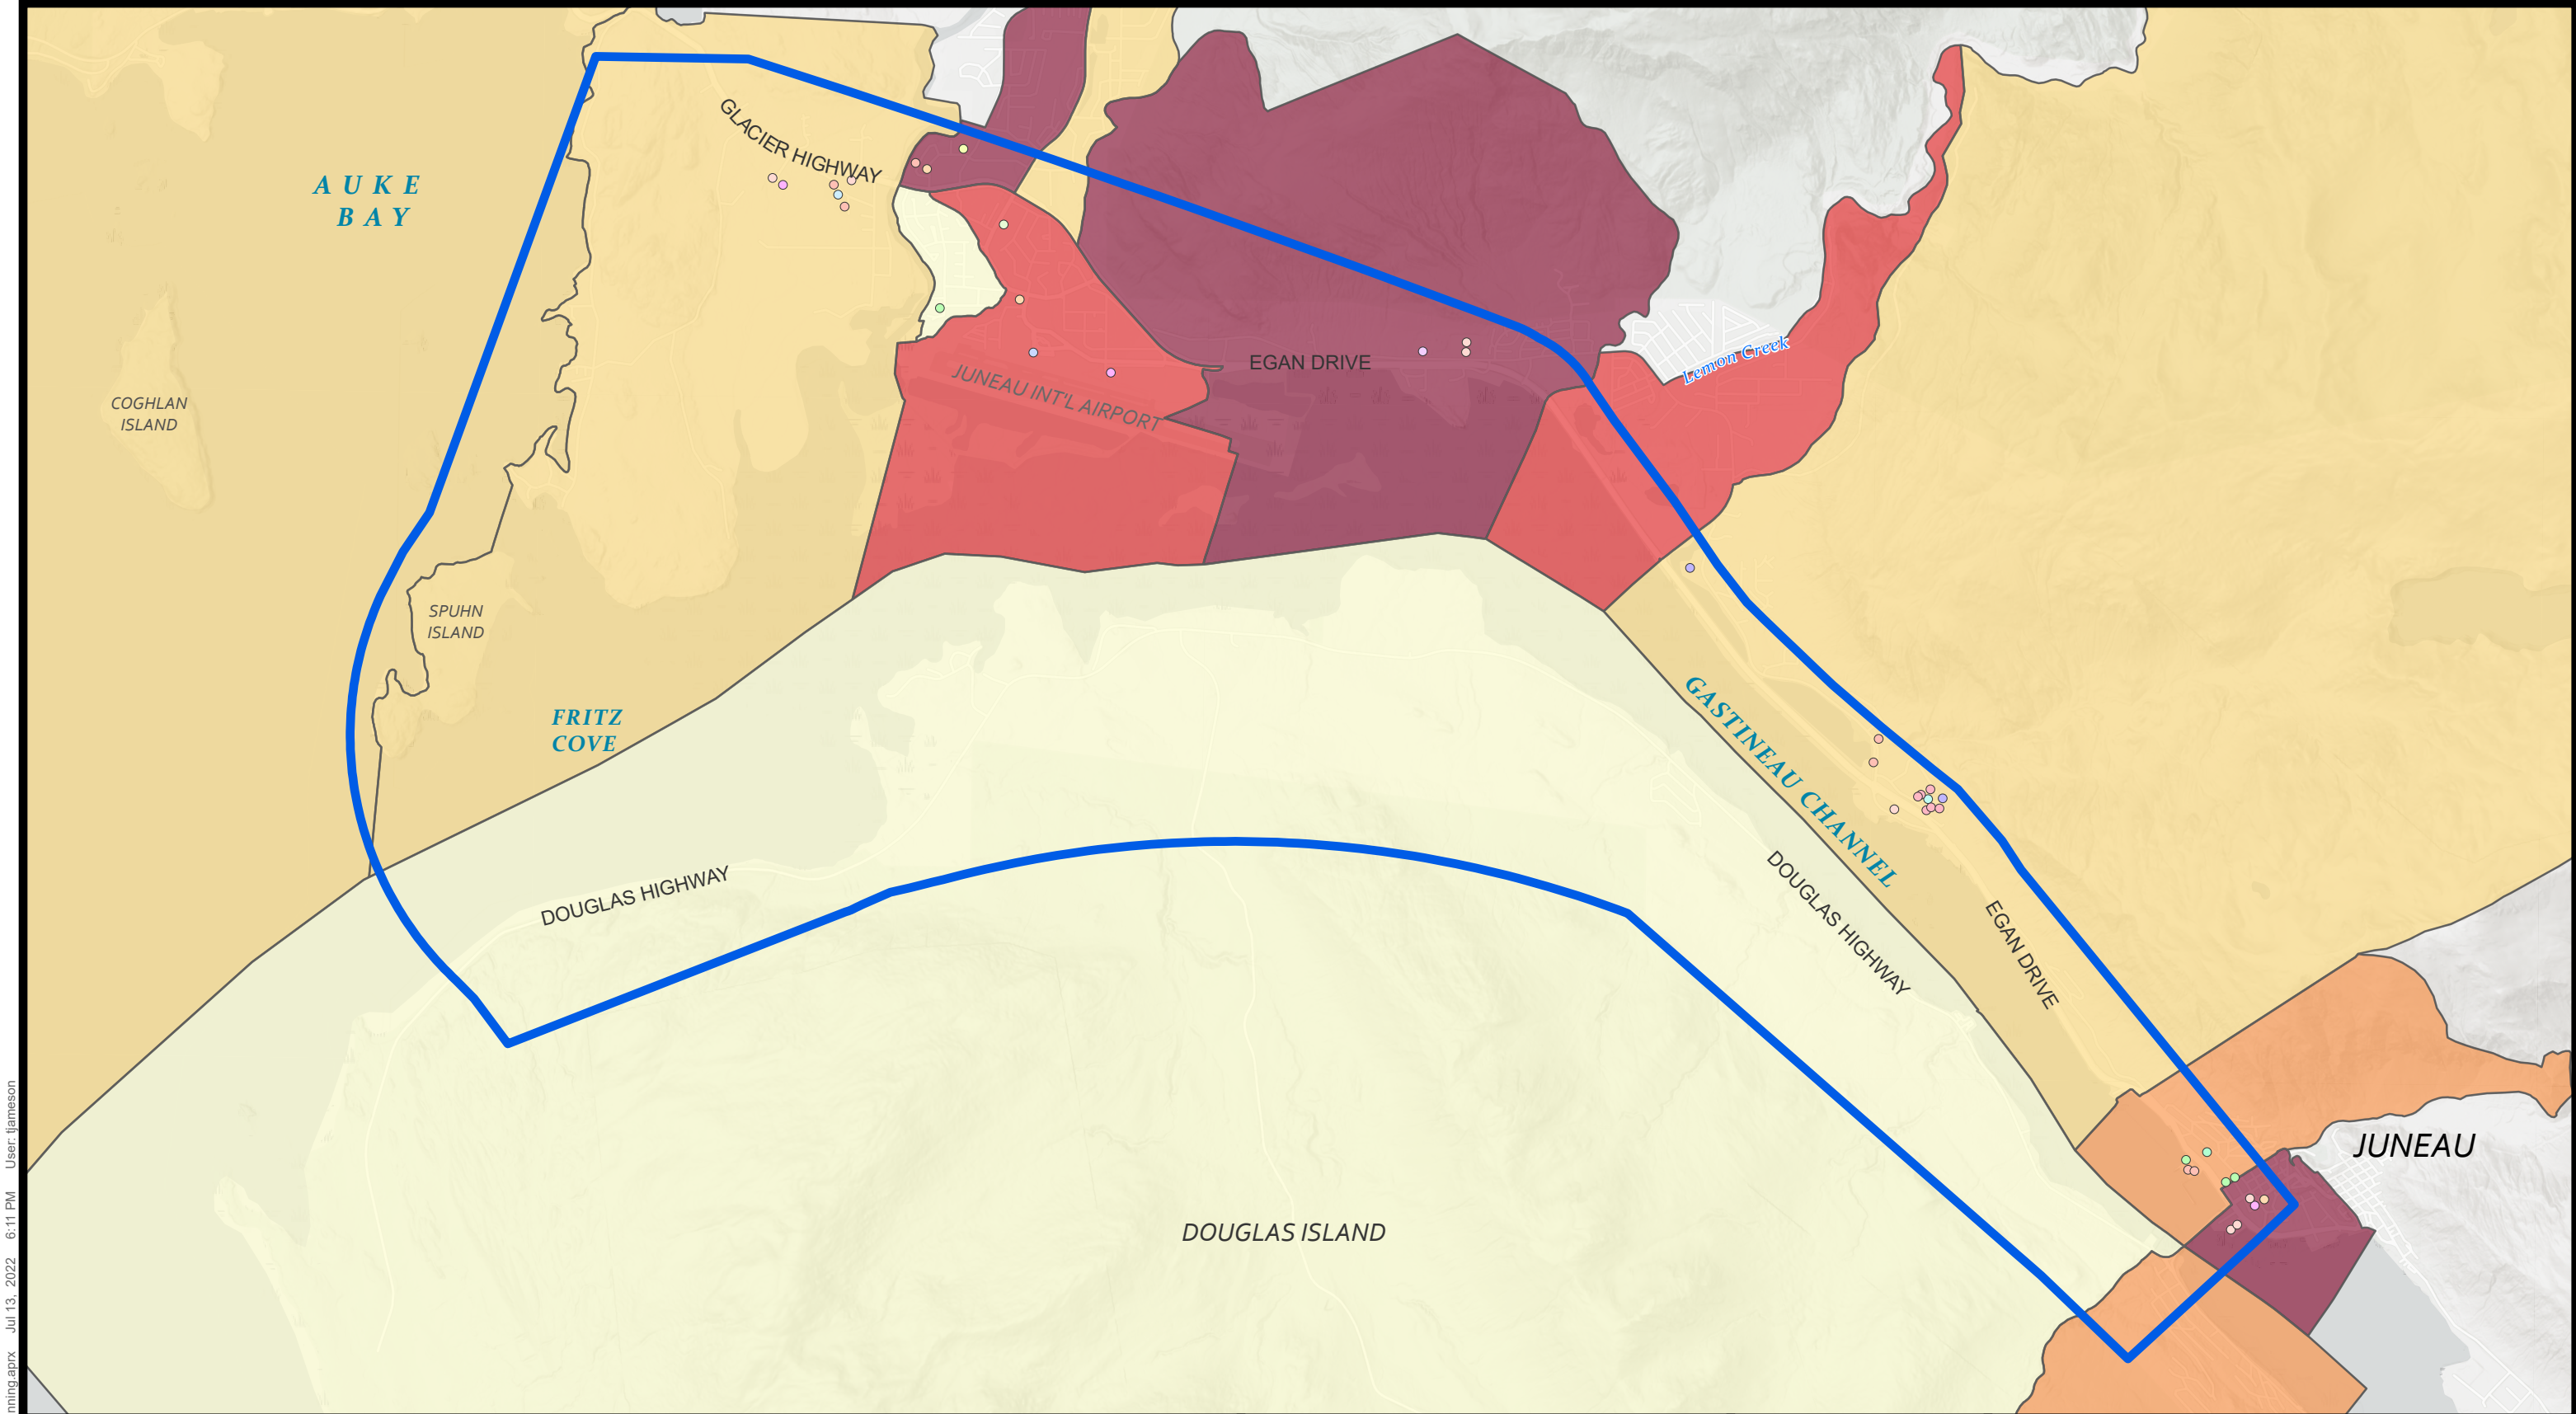 GLACIER HIGHWAY
AUKE
BAY
Lemon Creek
EGAN DRIVE
JUNEAU INT'L AIRPORT
COGHLAN
ISLAND
SPUHN
ISLAND
FRITZ
COVE
GASTINEAU CHANNEL
DOUGLAS HIGHWAY
DOUGLAS HIGHWAY
EGAN DRIVE
JUNEAU
DOUGLAS ISLAND
nning.aprx Jul 13, 2022 6:11 PM User: tjameson